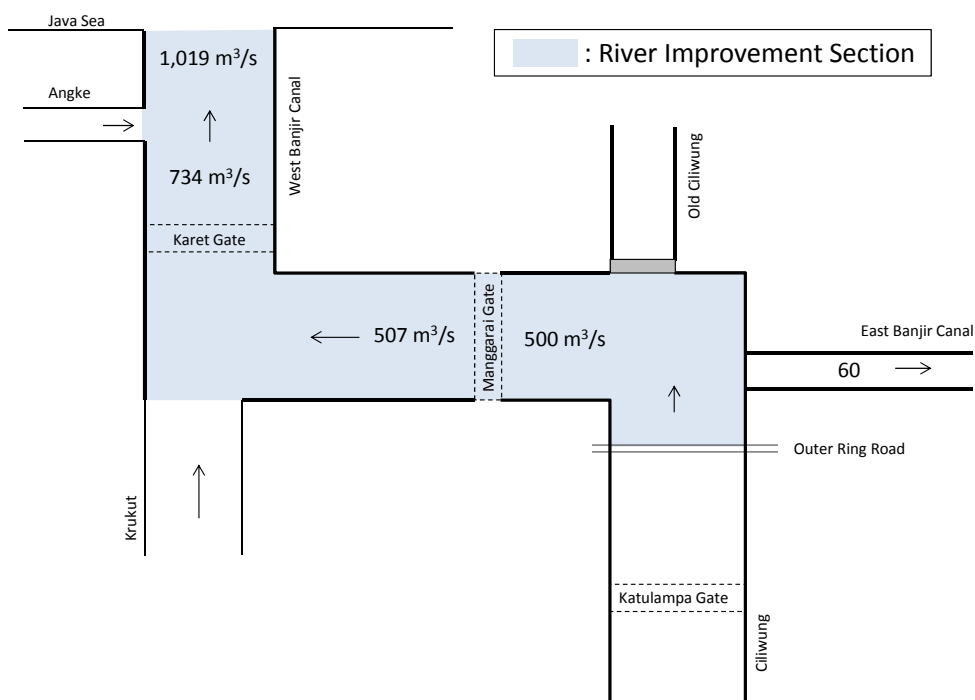 Java Sea
: River Improvement Section
1,019 m³/s
Angke
West Banjir Canal
Old Ciliwung
734 m³/s
Karet Gate
Manggarai Gate
507 m³/s
500 m³/s
East Banjir Canal
60
Outer Ring Road
Krukut
Katulampa Gate
Ciliwung